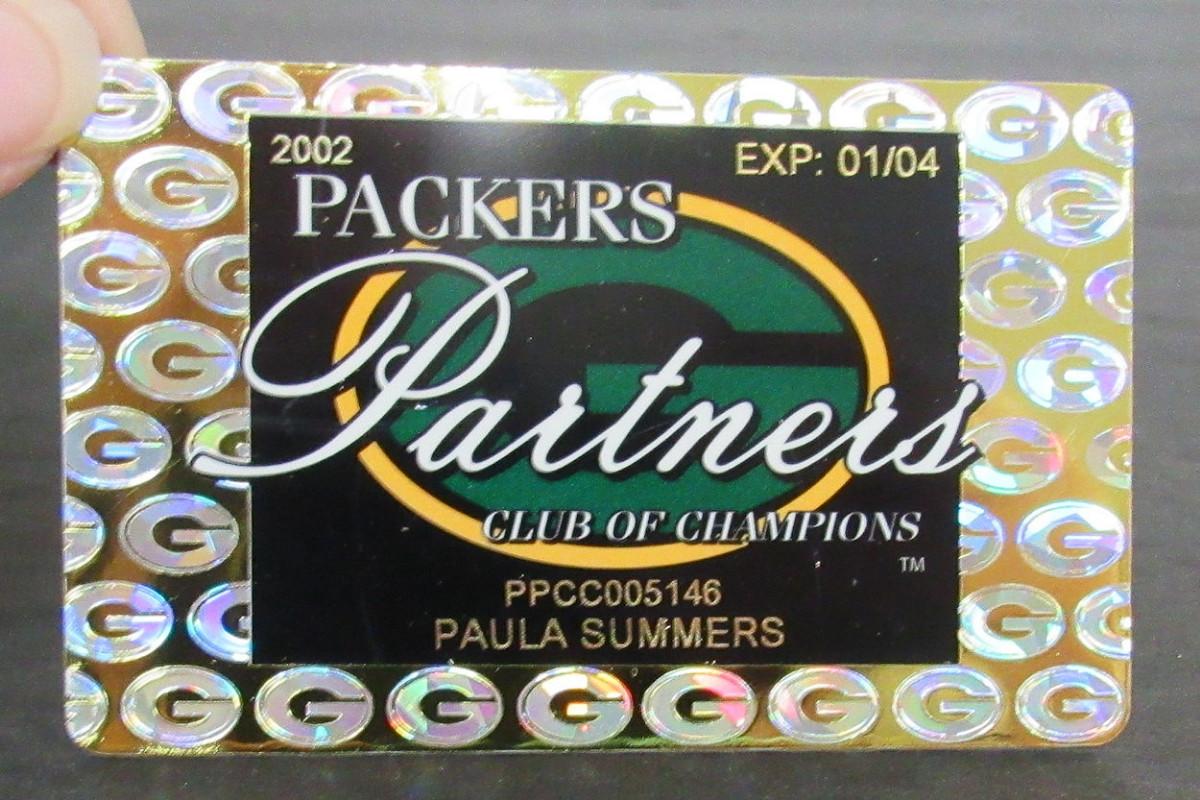 2002
EXP: 01/04
PACKERS
Partners
CLUB OF CHAMPIONS
TM
PPCC005146
PAULA SUMMERS